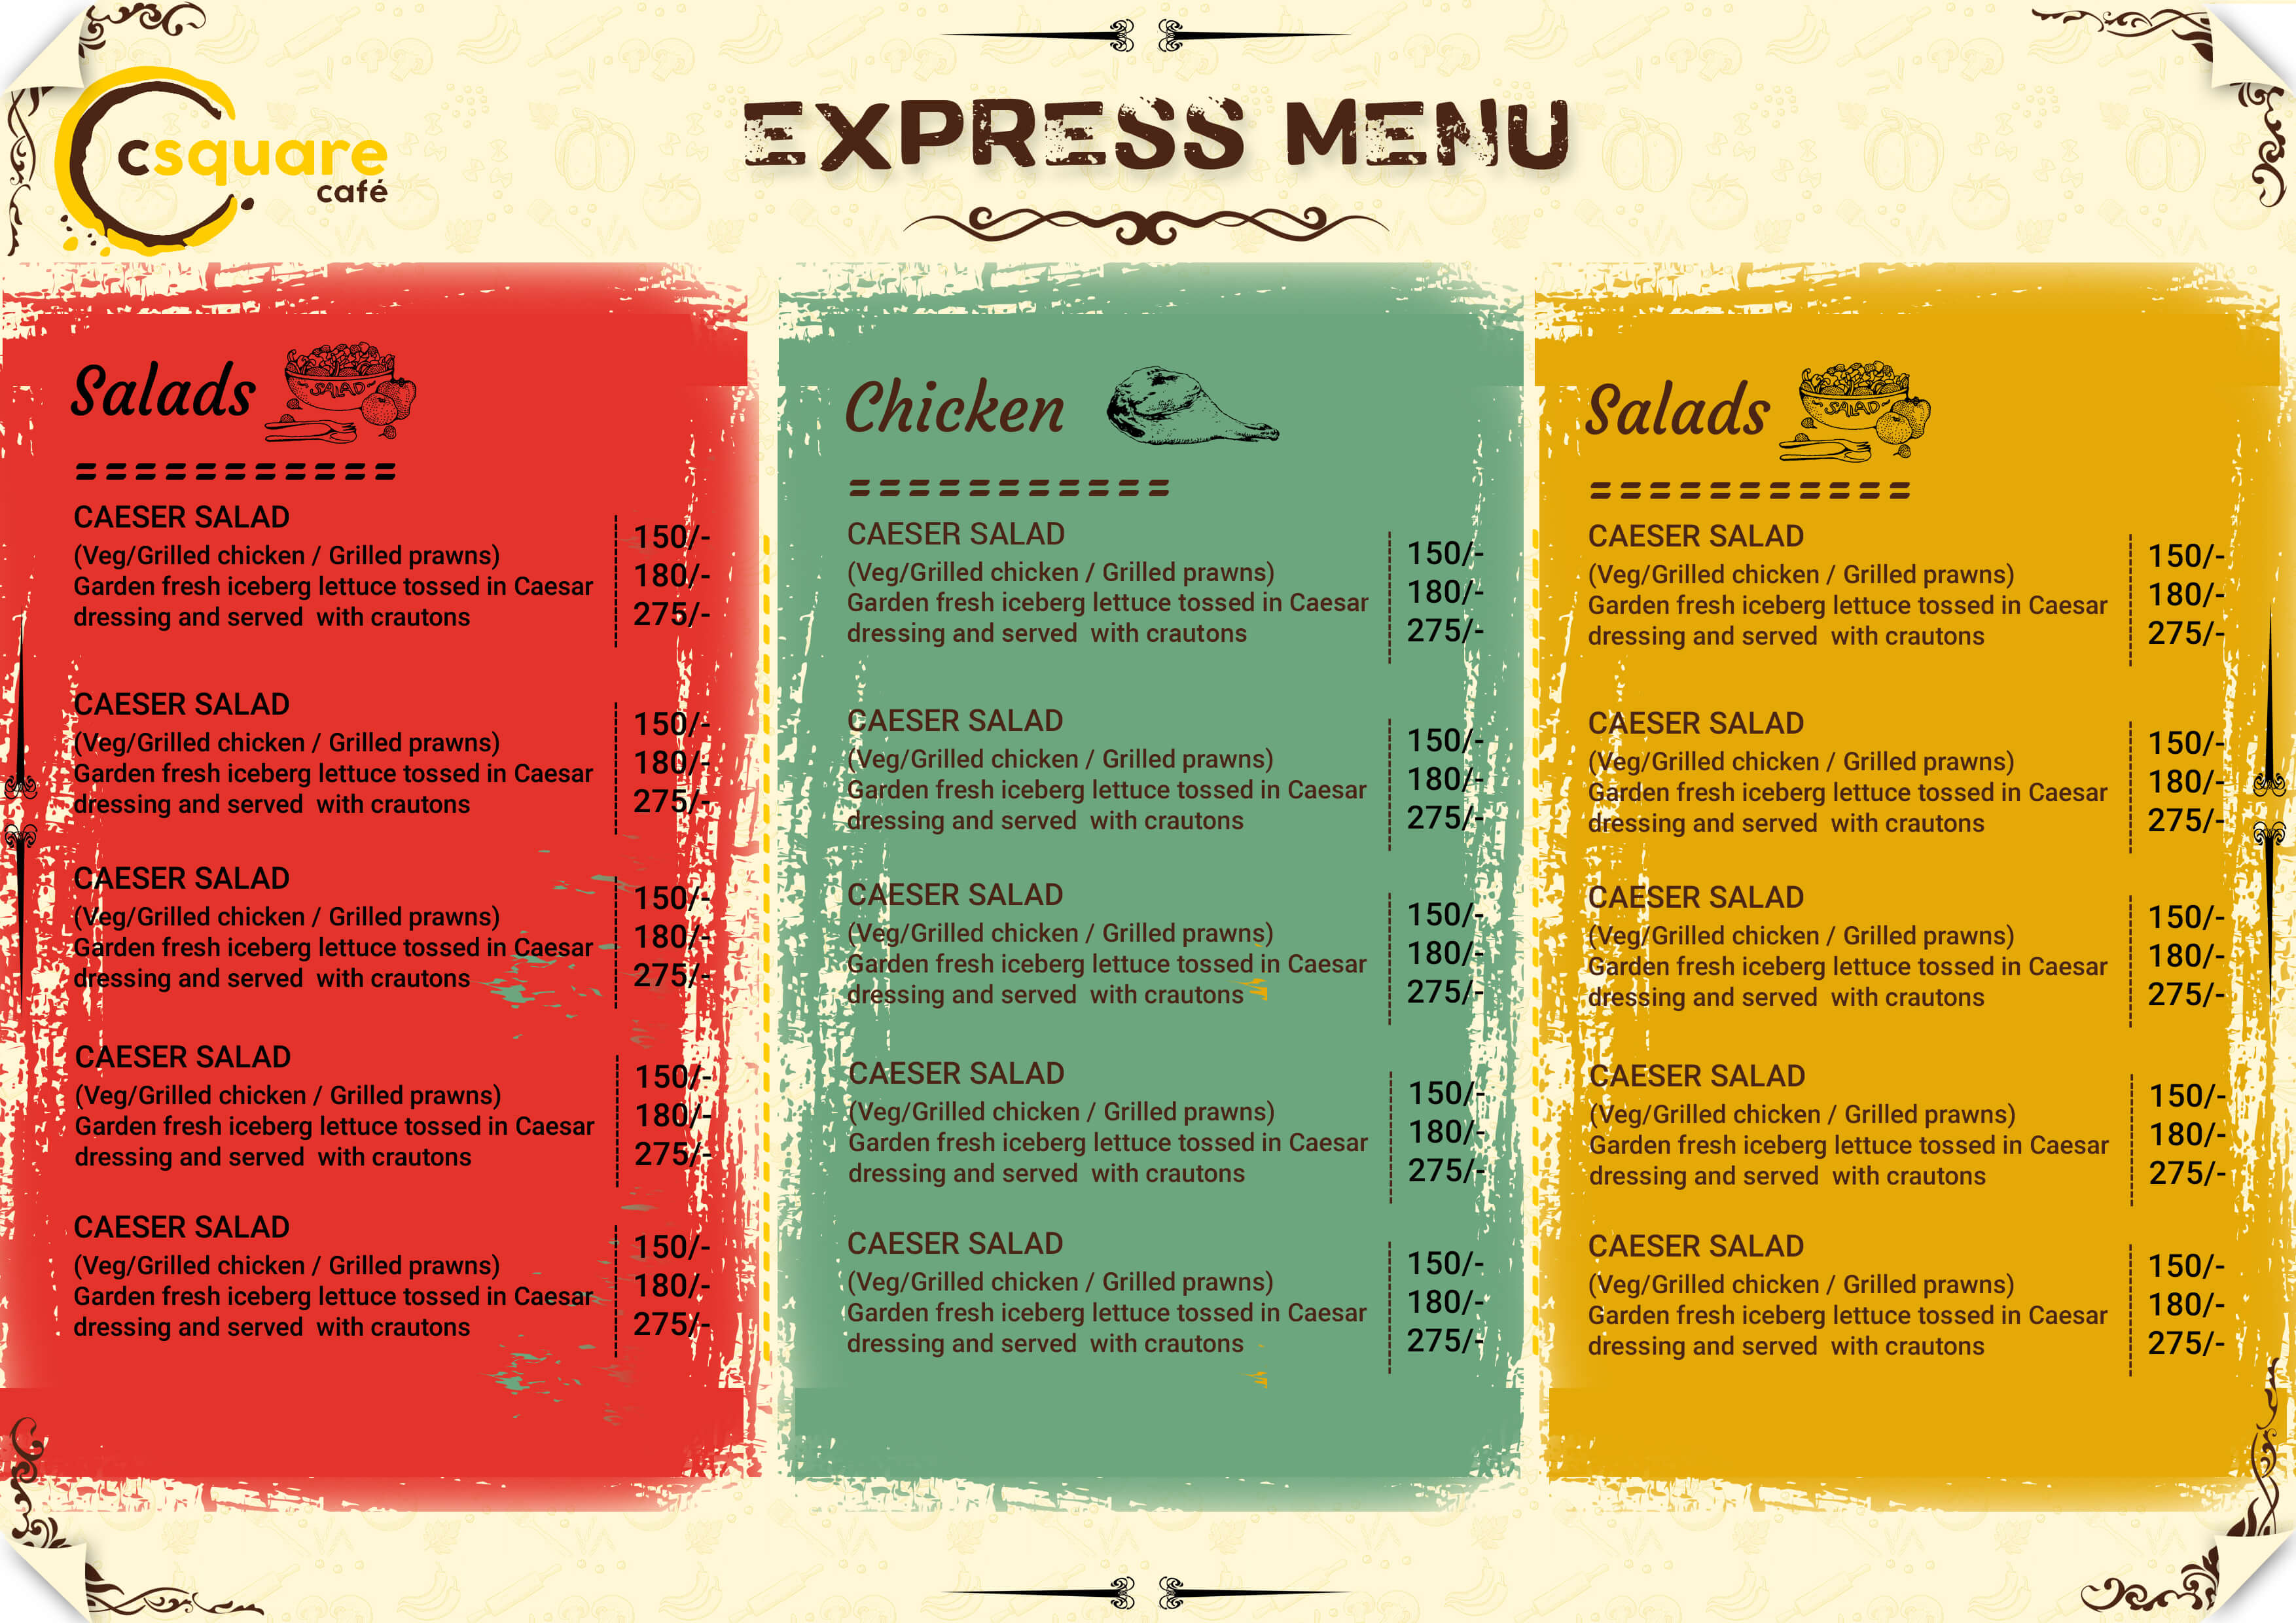 csquare
café
EXPRESS MENU
Salads
SALAD
CAESER SALAD
(Veg/Grilled chicken / Grilled prawns)
Garden fresh iceberg lettuce tossed in Caesar
dressing and served with crautons
150/-
180/-
275/-
CAESER SALAD
(Veg/Grilled chicken / Grilled prawns)
Garden fresh iceberg lettuce tossed in Caesar
dressing and served with crautons
150/-
180/-
275/-
CAESER SALAD
(Veg/Grilled chicken / Grilled prawns)
Garden fresh iceberg lettuce tossed in Caesar
dressing and served with crautons
150/-
180/-
275/-
CAESER SALAD
(Veg/Grilled chicken / Grilled prawns)
Garden fresh iceberg lettuce tossed in Caesar
dressing and served with crautons
150/-
180/-
275/-
CAESER SALAD
(Veg/Grilled chicken / Grilled prawns)
Garden fresh iceberg lettuce tossed in Caesar
dressing and served with crautons
150/-
180/-
275/-
Chicken
CAESER SALAD
(Veg/Grilled chicken / Grilled prawns)
Garden fresh iceberg lettuce tossed in Caesar
dressing and served with crautons
150/-
180/-
275/-
CAESER SALAD
(Veg/Grilled chicken / Grilled prawns)
Garden fresh iceberg lettuce tossed in Caesar
dressing and served with crautons
150/-
180/-
275/-
CAESER SALAD
(Veg/Grilled chicken / Grilled prawns)
Garden fresh iceberg lettuce tossed in Caesar
dressing and served with crautons
150/-
180/-
275/-
CAESER SALAD
(Veg/Grilled chicken / Grilled prawns)
Garden fresh iceberg lettuce tossed in Caesar
dressing and served with crautons
150/-
180/-
275/-
CAESER SALAD
(Veg/Grilled chicken / Grilled prawns)
Garden fresh iceberg lettuce tossed in Caesar
dressing and served with crautons
150/-
180/-
275/-
Salads
SALAD
CAESER SALAD
(Veg/Grilled chicken / Grilled prawns)
Garden fresh iceberg lettuce tossed in Caesar
dressing and served with crautons
150/-
180/-
275/-
CAESER SALAD
(Veg/Grilled chicken / Grilled prawns)
Garden fresh iceberg lettuce tossed in Caesar
dressing and served with crautons
150/-
180/-
275/-
CAESER SALAD
(Veg/Grilled chicken / Grilled prawns)
Garden fresh iceberg lettuce tossed in Caesar
dressing and served with crautons
150/-
180/-
275/-
CAESER SALAD
(Veg/Grilled chicken / Grilled prawns)
Garden fresh iceberg lettuce tossed in Caesar
dressing and served with crautons
150/-
180/-
275/-
CAESER SALAD
(Veg/Grilled chicken / Grilled prawns)
Garden fresh iceberg lettuce tossed in Caesar
dressing and served with crautons
150/-
180/-
275/-